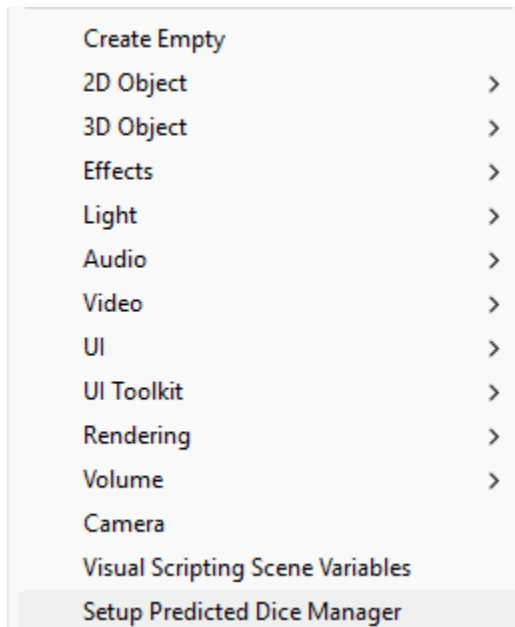 Create Empty
2D Object
3D Object
Effects
Light
Audio
Video
UI
UI Toolkit
Rendering
Volume
Camera
Visual Scripting Scene Variables
Setup Predicted Dice Manager